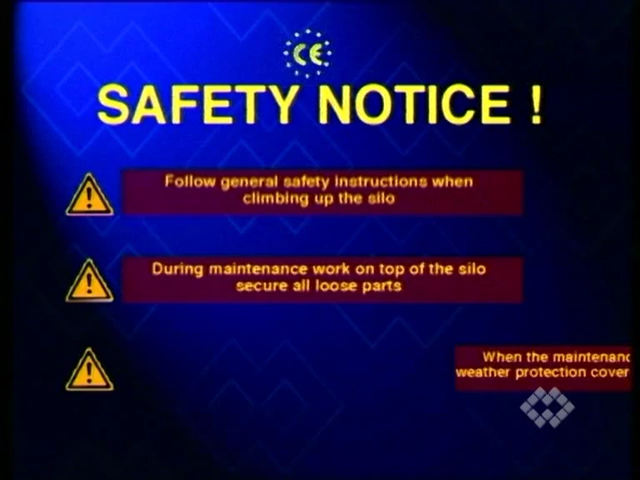 CE
SAFETY NOTICE !
Follow general safety instructions when
climbing up the silo
During maintenance work on top of the silo
secure all loose parts
When the maintenanc
weather protection cover